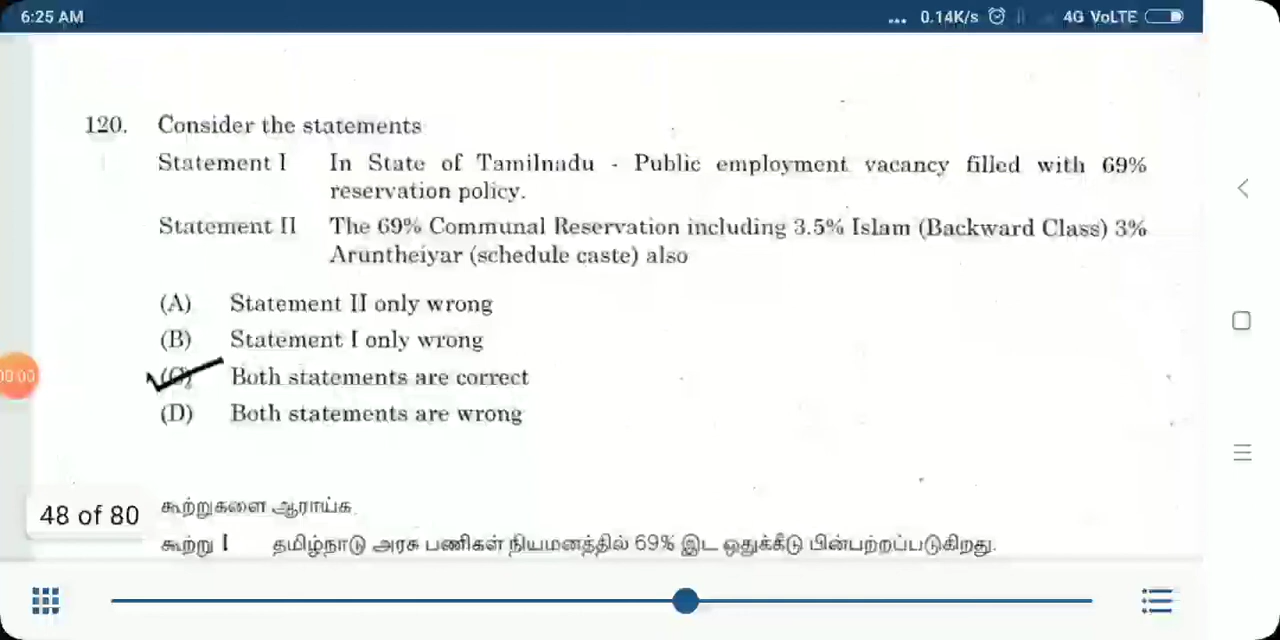 6:25 AM
... 0.14K/s 4G VoLTE
120. Consider the statements
Statement I In State of Tamilnadu - Public employment vacancy filled with 69%
reservation policy.
Statement II The 69% Communal Reservation including 3.5% Islam (Backward Class) 3%
Aruntheiyar (schedule caste) also
(A) Statement II only wrong
(B) Statement I only wrong
(C) Both statements are correct
(D) Both statements are wrong
00:00
48 of 80
கூற்றுகளை ஆராய்க
கூற்று I தமிழ்நாடு அரசு பணிகள் நியமனத்தில் 69% இட ஒதுக்கீடு பின்பற்றப்படுகிறது.